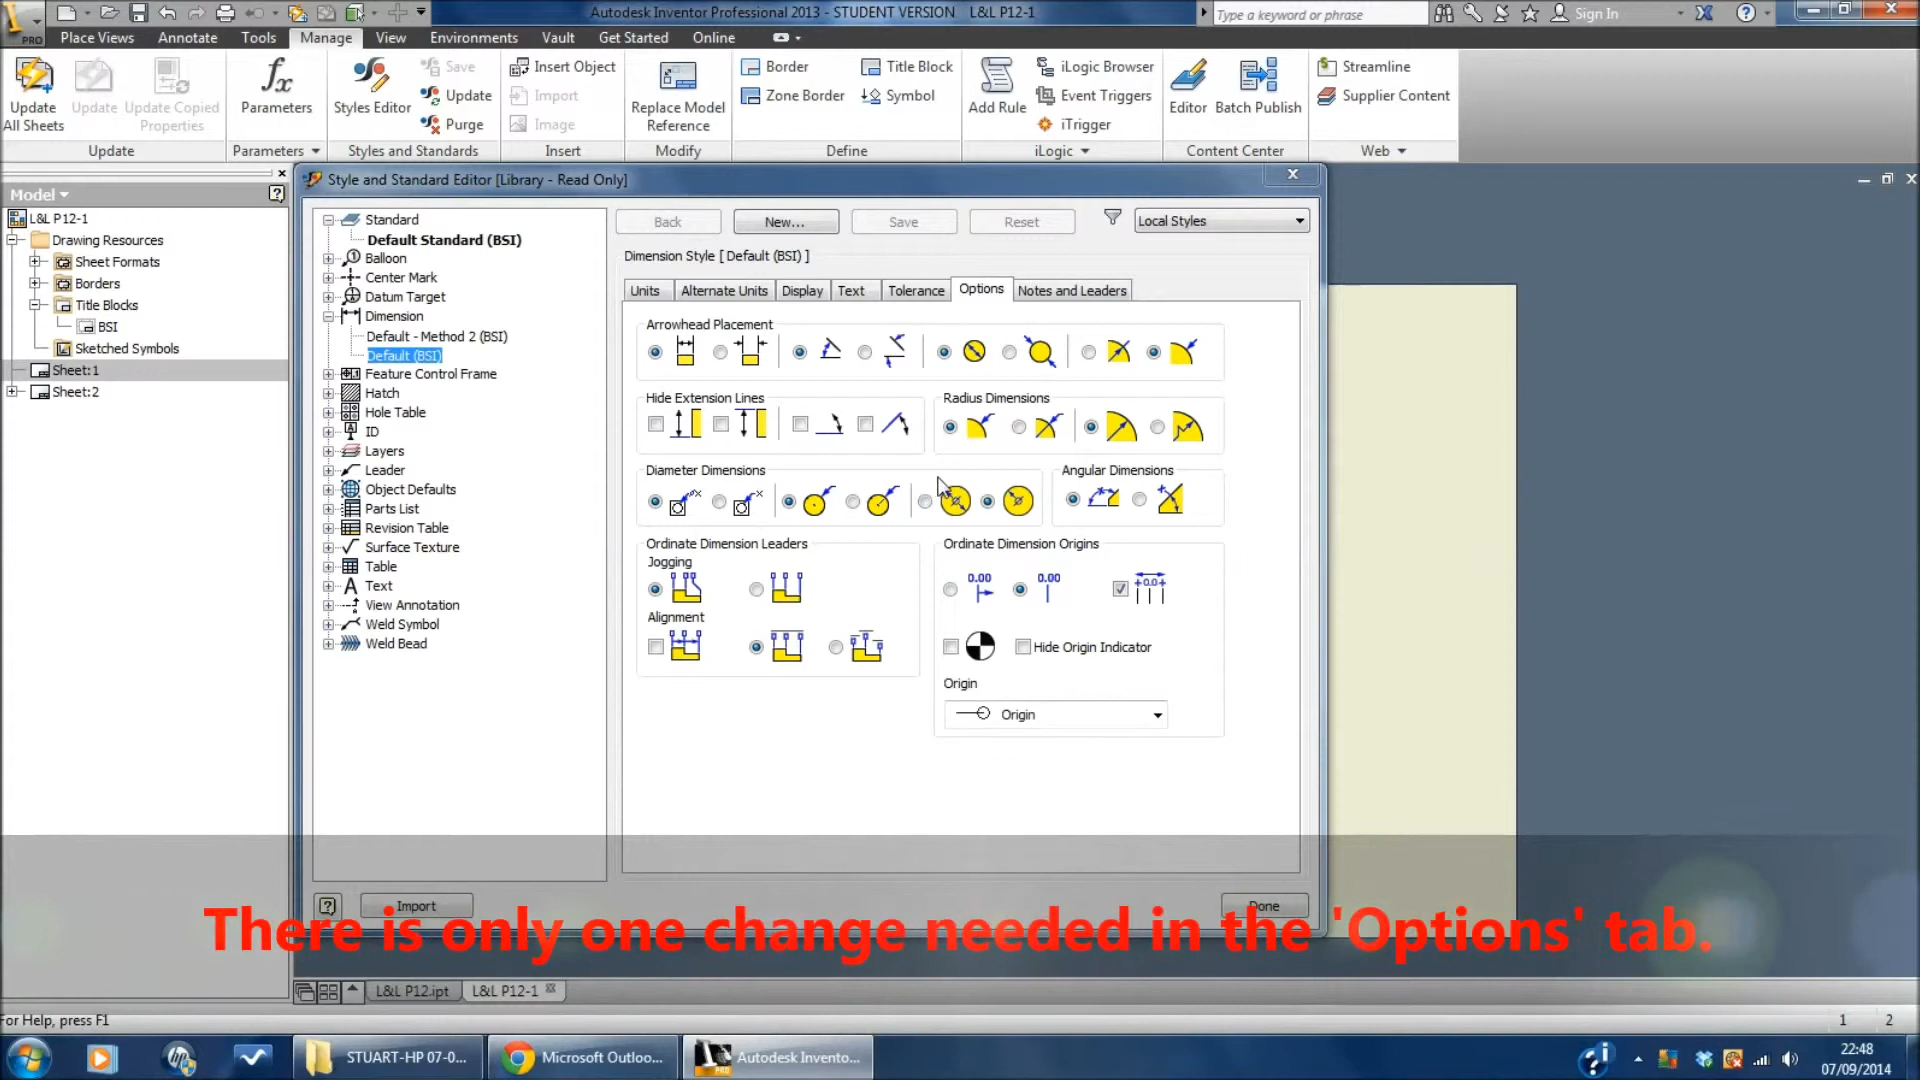 Autodesk Inventor Professional 2013 - STUDENT VERSION L&L P12-1
Type a keyword or phrase
Sign In
PRO
Place Views
Annotate
Tools
Manage
View
Environments
Vault
Get Started
Online
Update All Sheets
Update
Update Copied Properties
Update
fx
Parameters
Parameters
Styles Editor
Save
Update
Purge
Styles and Standards
Insert Object
Import
Image
Insert
Replace Model Reference
Modify
Border
Zone Border
Title Block
Symbol
Define
Add Rule
iLogic Browser
Event Triggers
iTrigger
iLogic
Editor
Batch Publish
Content Center
Streamline
Supplier Content
Web
Model
L&L P12-1
Drawing Resources
Sheet Formats
Borders
Title Blocks
BSI
Sketched Symbols
Sheet:1
Sheet:2
Style and Standard Editor [Library - Read Only]
Standard
Default Standard (BSI)
Balloon
Center Mark
Datum Target
Dimension
Default - Method 2 (BSI)
Default (BSI)
Feature Control Frame
Hatch
Hole Table
ID
Layers
Leader
Object Defaults
Parts List
Revision Table
Surface Texture
Table
Text
View Annotation
Weld Symbol
Weld Bead
Back
New...
Save
Reset
Local Styles
Dimension Style [ Default (BSI) ]
Units
Alternate Units
Display
Text
Tolerance
Options
Notes and Leaders
Arrowhead Placement
Hide Extension Lines
Radius Dimensions
Diameter Dimensions
Angular Dimensions
Ordinate Dimension Leaders
Jogging
Alignment
Ordinate Dimension Origins
0.00
0.00
Hide Origin Indicator
Origin
Origin
Import
Done
There is only one change needed in the 'Options' tab.
L&L P12.ipt
L&L P12-1
For Help, press F1
1
2
STUART-HP 07-0...
Microsoft Outloo...
Autodesk Invento...
22:48
07/09/2014